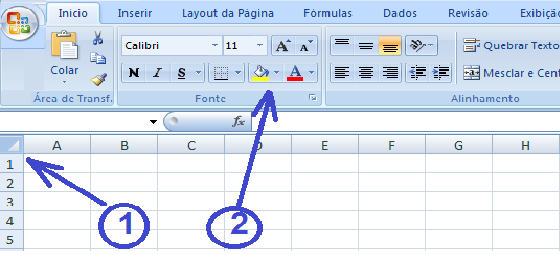 Início Inserir Layout da Página Fórmulas Dados Revisão Exibiçã
Calibri 11 A A Quebrar Texto
Colar N I S A Mesclar e Cent
Área de Transf. Fonte Alinhamento
fx
A B C D E F G H
1
2
3
4
5
1 2